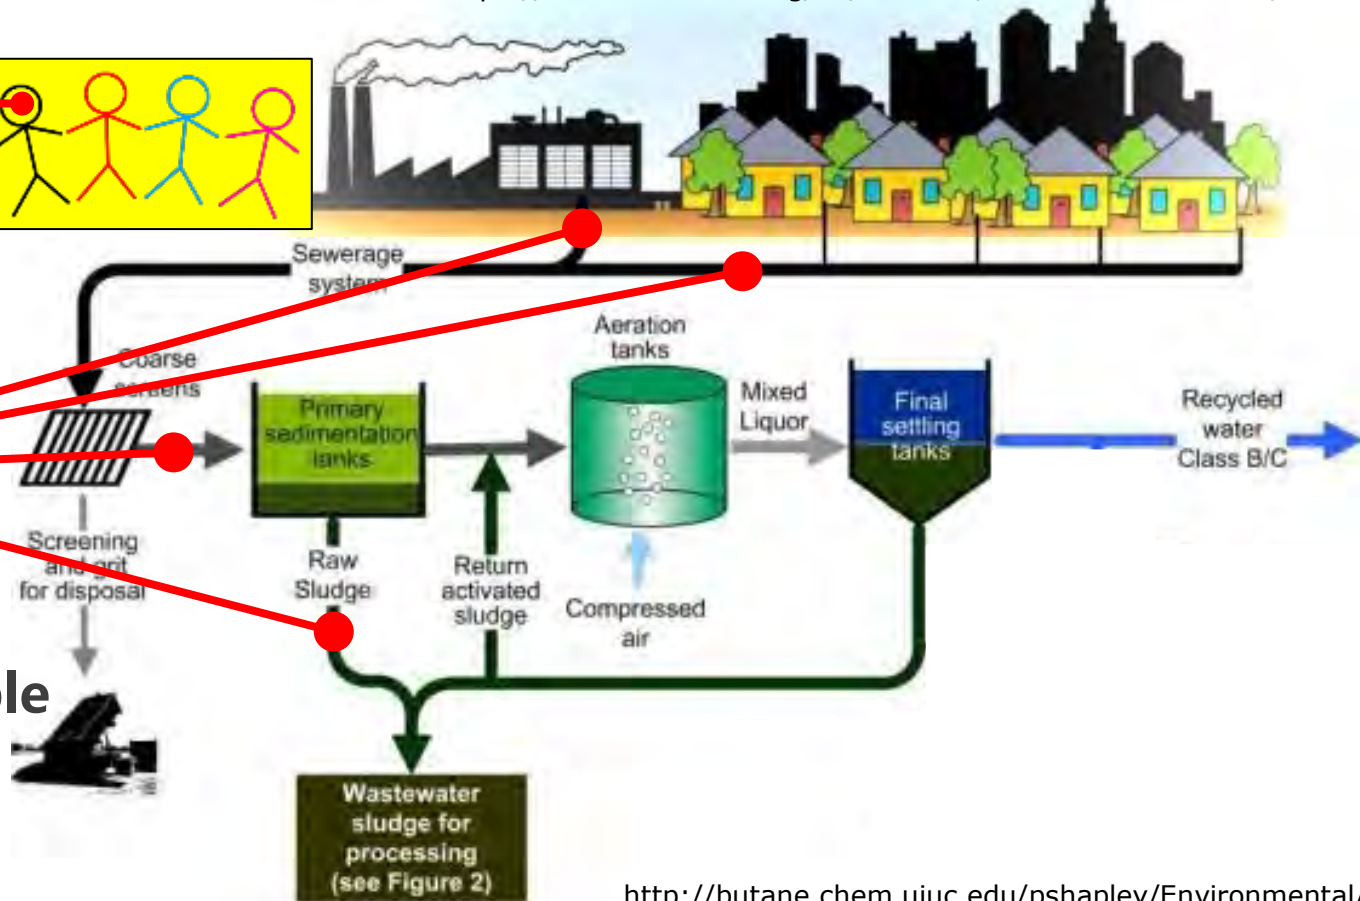 Sewerage
system
Coarse
screens
Aeration
tanks
Primary
sedimentation
tanks
Mixed
Liquor
Final
settling
tanks
Recycled
water
Class B/C
Screening
and grit
for disposal
Raw
Sludge
Return
activated
sludge
Compressed
air
Wastewater
sludge for
processing
(see Figure 2)
http://butane.chem.uiuc.edu/pshapley/Environmental/